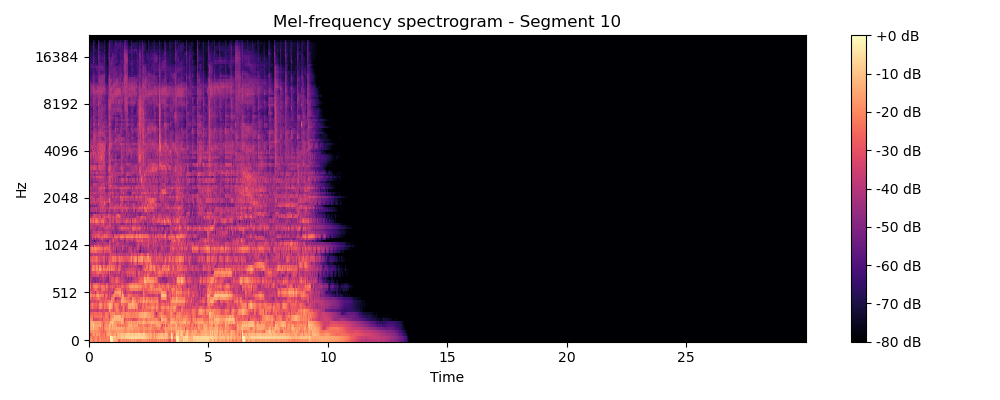 Mel-frequency spectrogram - Segment 10
Hz
16384
8192
4096
2048
1024
512
0
0 5 10 15 20 25
Time
+0 dB
-10 dB
-20 dB
-30 dB
-40 dB
-50 dB
-60 dB
-70 dB
-80 dB